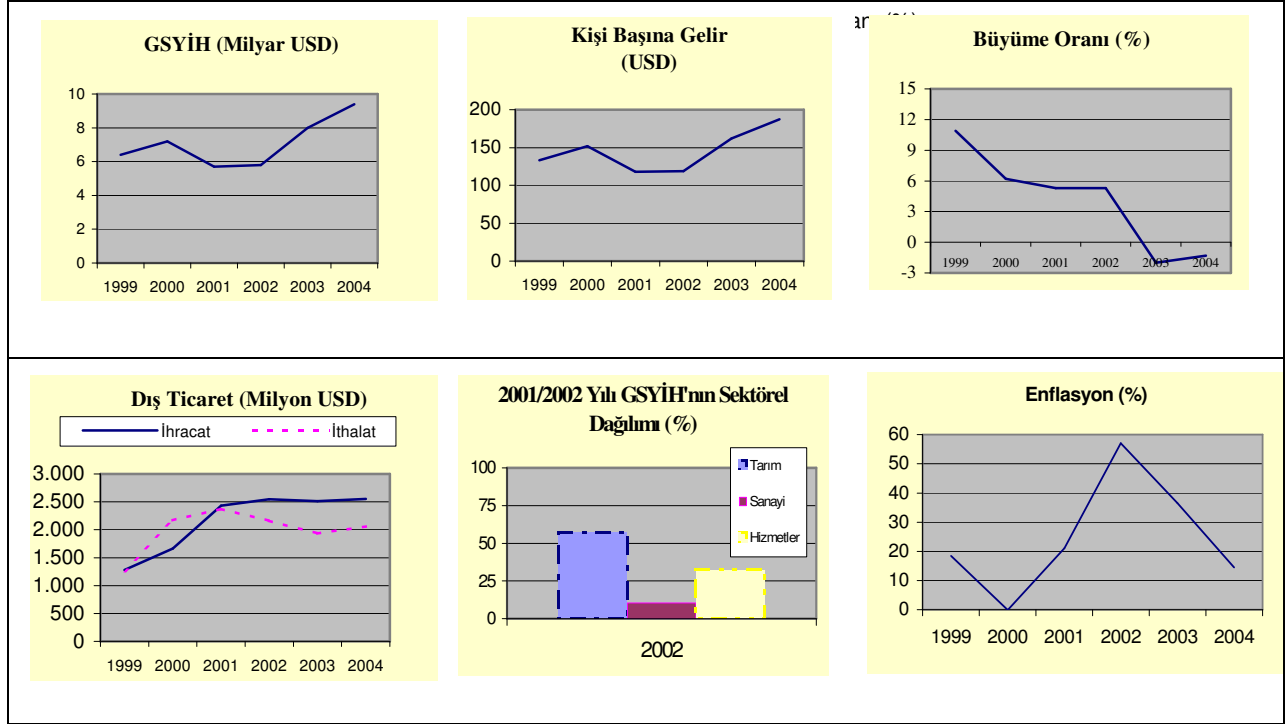 an (%)
GSYİH (Milyar USD)
10
8
6
4
2
0
1999 2000 2001 2002 2003 2004
Kişi Başına Gelir
(USD)
200
150
100
50
0
1999 2000 2001 2002 2003 2004
Büyüme Oranı (%)
15
12
9
6
3
0
-3
1999 2000 2001 2002 2003 2004
Dış Ticaret (Milyon USD)
İhracat İthalat
3.000
2.500
2.000
1.500
1.000
500
0
1999 2000 2001 2002 2003 2004
2001/2002 Yılı GSYİH'nın Sektörel
Dağılımı (%)
Tarım
Sanayi
Hizmetler
100
75
50
25
0
2002
Enflasyon (%)
60
50
40
30
20
10
0
1999 2000 2001 2002 2003 2004